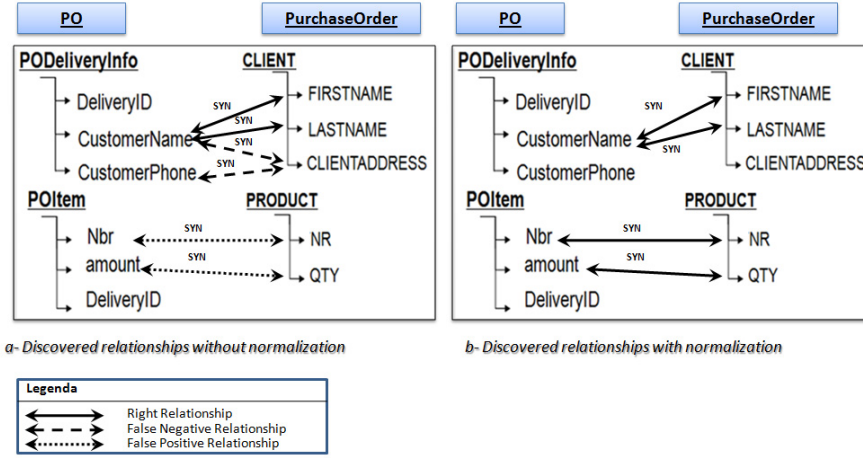 PO
PurchaseOrder
PODeliveryInfo
DeliveryID
CustomerName
CustomerPhone
POItem
Nbr
amount
DeliveryID
CLIENT
FIRSTNAME
LASTNAME
CLIENTADDRESS
PRODUCT
NR
QTY
SYN
SYN
SYN
SYN
SYN
SYN
a- Discovered relationships without normalization
PO
PurchaseOrder
PODeliveryInfo
DeliveryID
CustomerName
CustomerPhone
POItem
Nbr
amount
DeliveryID
CLIENT
FIRSTNAME
LASTNAME
CLIENTADDRESS
PRODUCT
NR
QTY
SYN
SYN
SYN
SYN
b- Discovered relationships with normalization
Legenda
Right Relationship
False Negative Relationship
False Positive Relationship